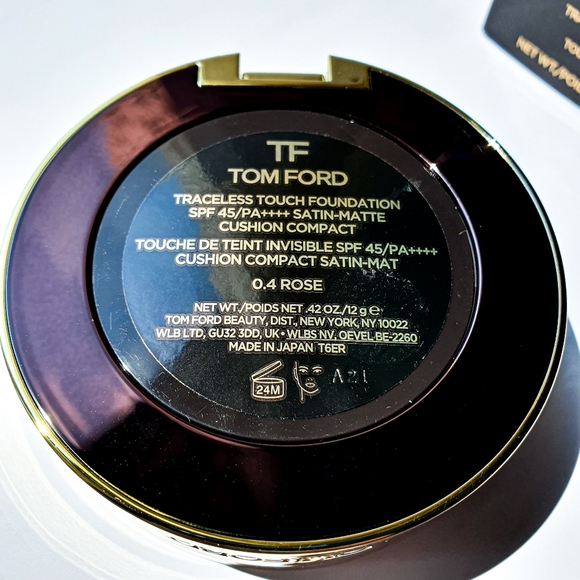 TF
TOM FORD
TRACELESS TOUCH FOUNDATION
SPF 45/PA++++ SATIN-MATTE
CUSHION COMPACT
TOUCHE DE TEINT INVISIBLE SPF 45/PA++++
CUSHION COMPACT SATIN-MAT
0.4 ROSE
NET WT./POIDS NET .42 OZ./12 g ℮
TOM FORD BEAUTY, DIST., NEW YORK, NY 10022
WLB LTD, GU32 3DD, UK • WLBS NV, OEVEL-BE-2260
MADE IN JAPAN T6ER
24M
A21
NET WT./POID